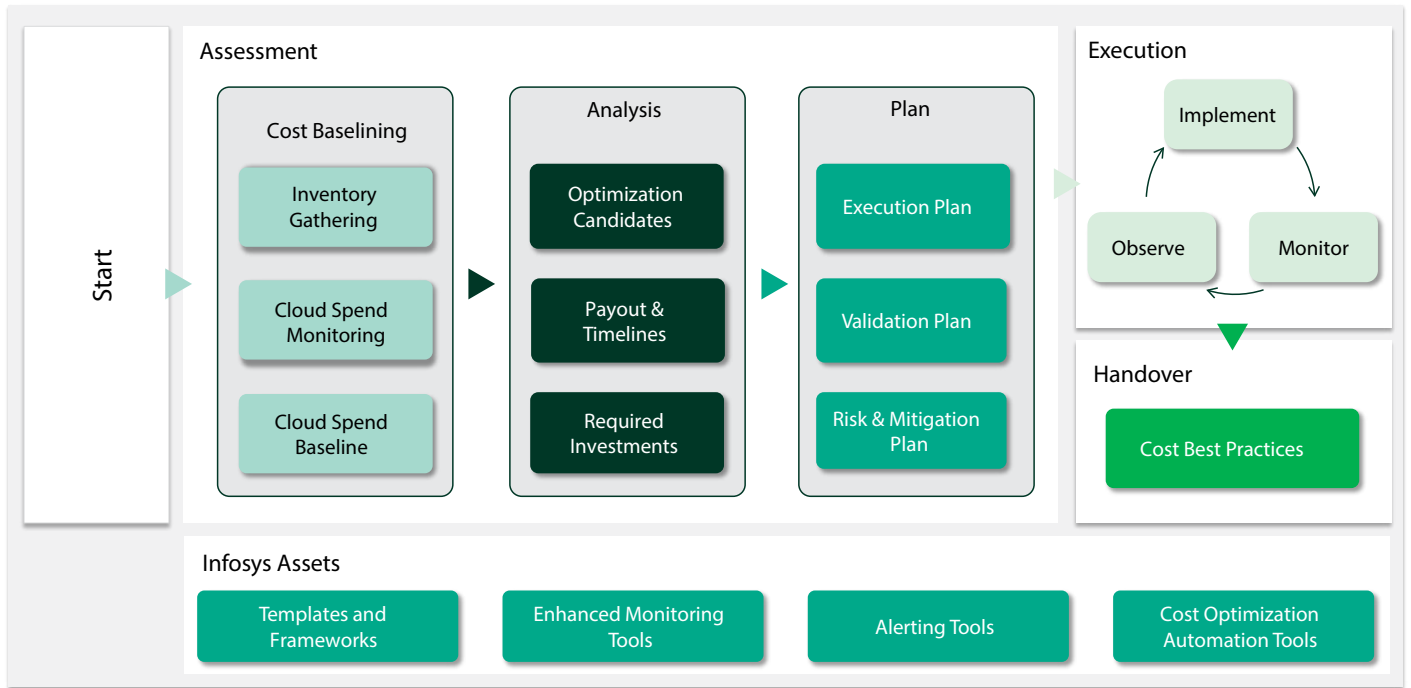 Start
Assessment
Cost Baselining
Inventory
Gathering
Cloud Spend
Monitoring
Cloud Spend
Baseline
Analysis
Optimization
Candidates
Payout &
Timelines
Required
Investments
Plan
Execution Plan
Validation Plan
Risk & Mitigation
Plan
Execution
Implement
Observe
Monitor
Handover
Cost Best Practices
Infosys Assets
Templates and
Frameworks
Enhanced Monitoring
Tools
Alerting Tools
Cost Optimization
Automation Tools